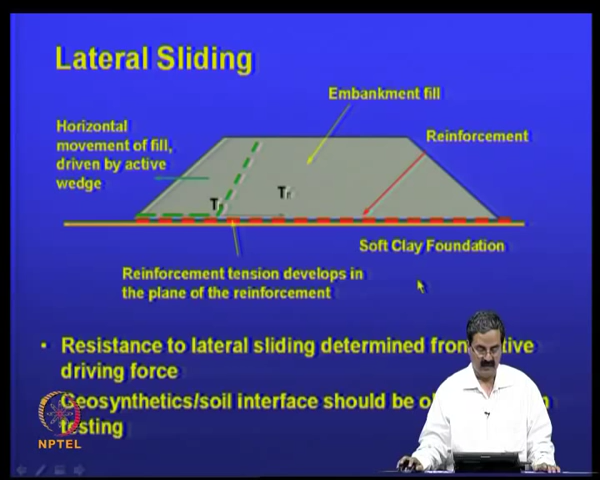 Lateral Sliding
Embankment fill
Horizontal
movement of fill,
driven by active
wedge
Reinforcement
Tr
Soft Clay Foundation
Reinforcement tension develops in
the plane of the reinforcement
• Resistance to lateral sliding determined from
driving force
Geosynthetics/soil interface should be
testing
NPTEL